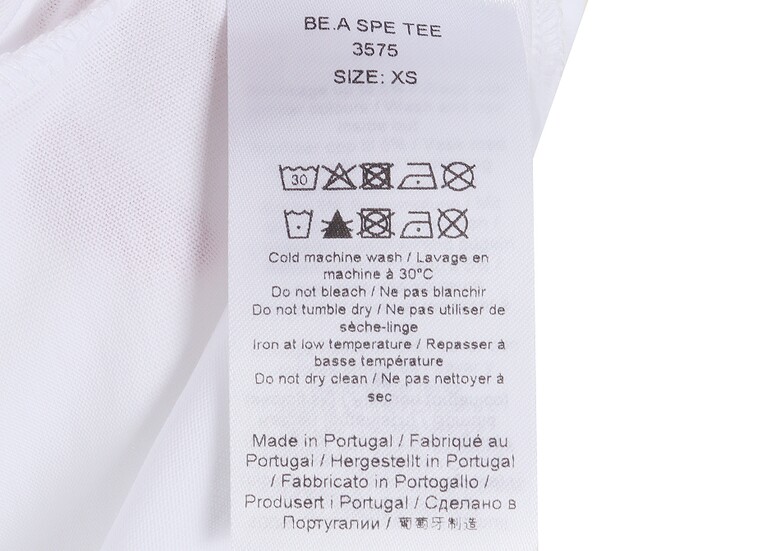 BE.A SPE TEE
3575
SIZE: XS
30
Cold machine wash / Lavage en
machine à 30°C
Do not bleach / Ne pas blanchir
Do not tumble dry / Ne pas utiliser de
sèche-linge
Iron at low temperature / Repasser à
basse température
Do not dry clean / Ne pas nettoyer à
sec
Made in Portugal / Fabriqué au
Portugal / Hergestellt in Portugal
/ Fabbricato in Portogallo /
Produsert i Portugal / Сделано в
Португалии / 葡萄牙制造